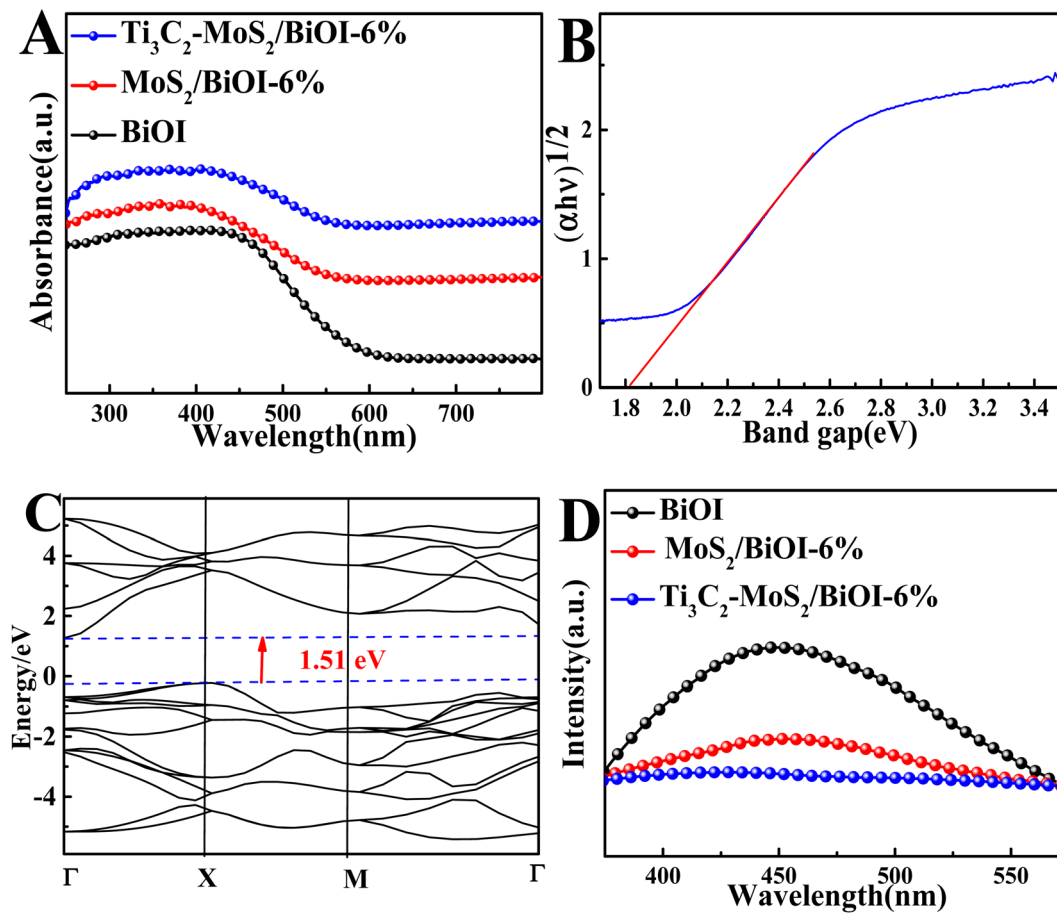 A
Ti₃C₂-MoS₂/BiOI-6%
MoS₂/BiOI-6%
BiOI
Absorbance(a.u.)
300 400 500 600 700
Wavelength(nm)
B
(αhν)1/2
2
1
0
1.8 2.0 2.2 2.4 2.6 2.8 3.0 3.2 3.4
Band gap(eV)
C
Energy/eV
4
2
0
-2
-4
1.51 eV
Γ X M Γ
D
BiOI
MoS₂/BiOI-6%
Ti₃C₂-MoS₂/BiOI-6%
Intensity(a.u.)
400 450 500 550
Wavelength(nm)